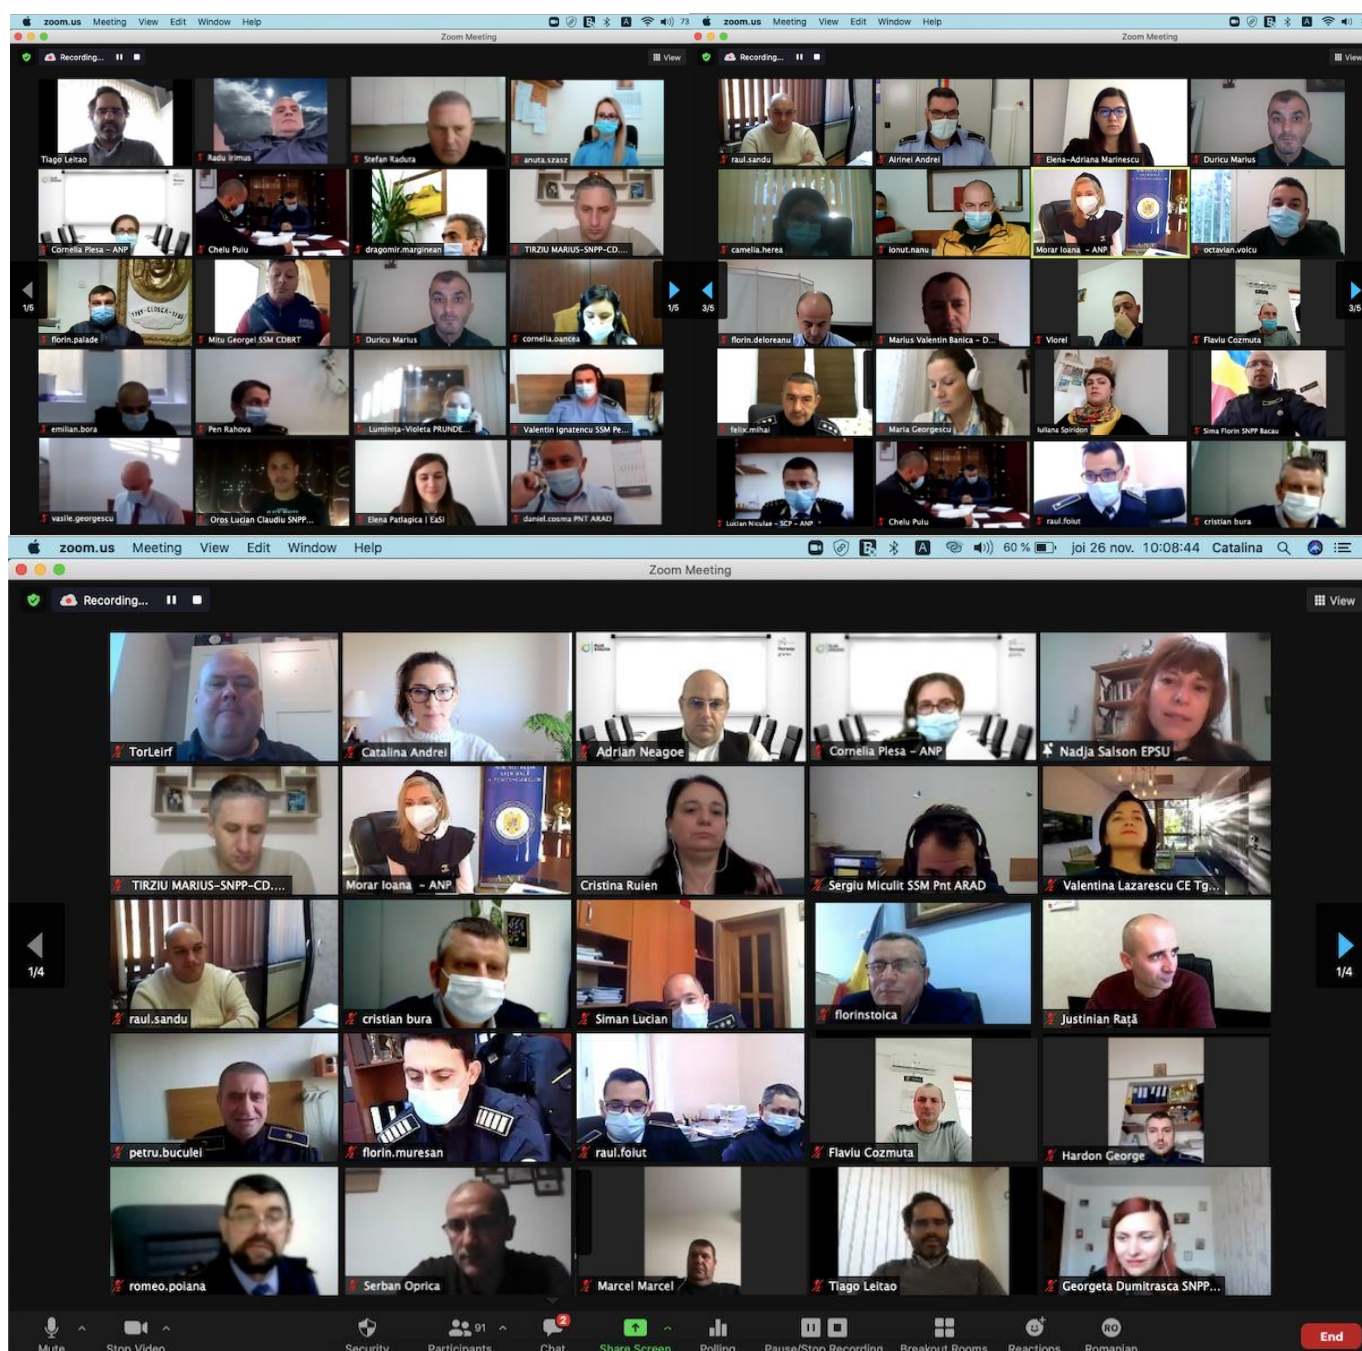 zoom.us Meeting View Edit Window Help 73
Zoom Meeting
Recording...
View
Tiago Leitao
Radu Irimus
Stefan Raduta
anuta.szasz
Cornelia Plesa - ANP
Chelu Puiu
dragomir.marginean
TIRZIU MARIUS-SNPP-CD....
1/5
1/5
florin.palade
Mitu Georgel SSM CDBRT
Duricu Marius
cornelia.oancea
emilian.bora
Pen Rahova
Luminița-Violeta PRUNDE...
Valentin Ignatencu SSM Pe...
vasile.georgescu
Oros Lucian Claudiu SNPP...
Elena Patlagica | EaSI
daniel.cosma PNT ARAD
zoom.us Meeting View Edit Window Help
Zoom Meeting
Recording...
View
raul.sandu
Airinei Andrei
Elena-Adriana Marinescu
Duricu Marius
camelia.herea
ionut.nanu
Morar Ioana - ANP
octavian.voicu
3/5
3/5
florin.deloreanu
Marius Valentin Banica - D...
Viorel
Flaviu Cozmuta
felix.mihai
Maria Georgescu
Iuliana Spiridon
Sima Florin SNPP Bacau
Lucian Niculae - SCP - ANP
Chelu Puiu
raul.foiut
cristian bura
zoom.us Meeting View Edit Window Help 60 % joi 26 nov. 10:08:44 Catalina
Zoom Meeting
Recording...
View
TorLeirf
Catalina Andrei
Adrian Neagoe
Cornelia Plesa - ANP
Nadja Salson EPSU
TIRZIU MARIUS-SNPP-CD....
Morar Ioana - ANP
Cristina Ruien
Sergiu Miculit SSM Pnt ARAD
Valentina Lazarescu CE Tg...
1/4
1/4
raul.sandu
cristian bura
Siman Lucian
florinstoica
Justinian Rață
petru.buculei
florin.muresan
raul.foiut
Flaviu Cozmuta
Hardon George
romeo.poiana
Serban Oprica
Marcel Marcel
Tiago Leitao
Georgeta Dumitrasca SNPP...
91
2
RO
End
Mute Stop Video Security Participants Chat Share Screen Polling Pause/Stop Recording Breakout Rooms Reactions Romanian